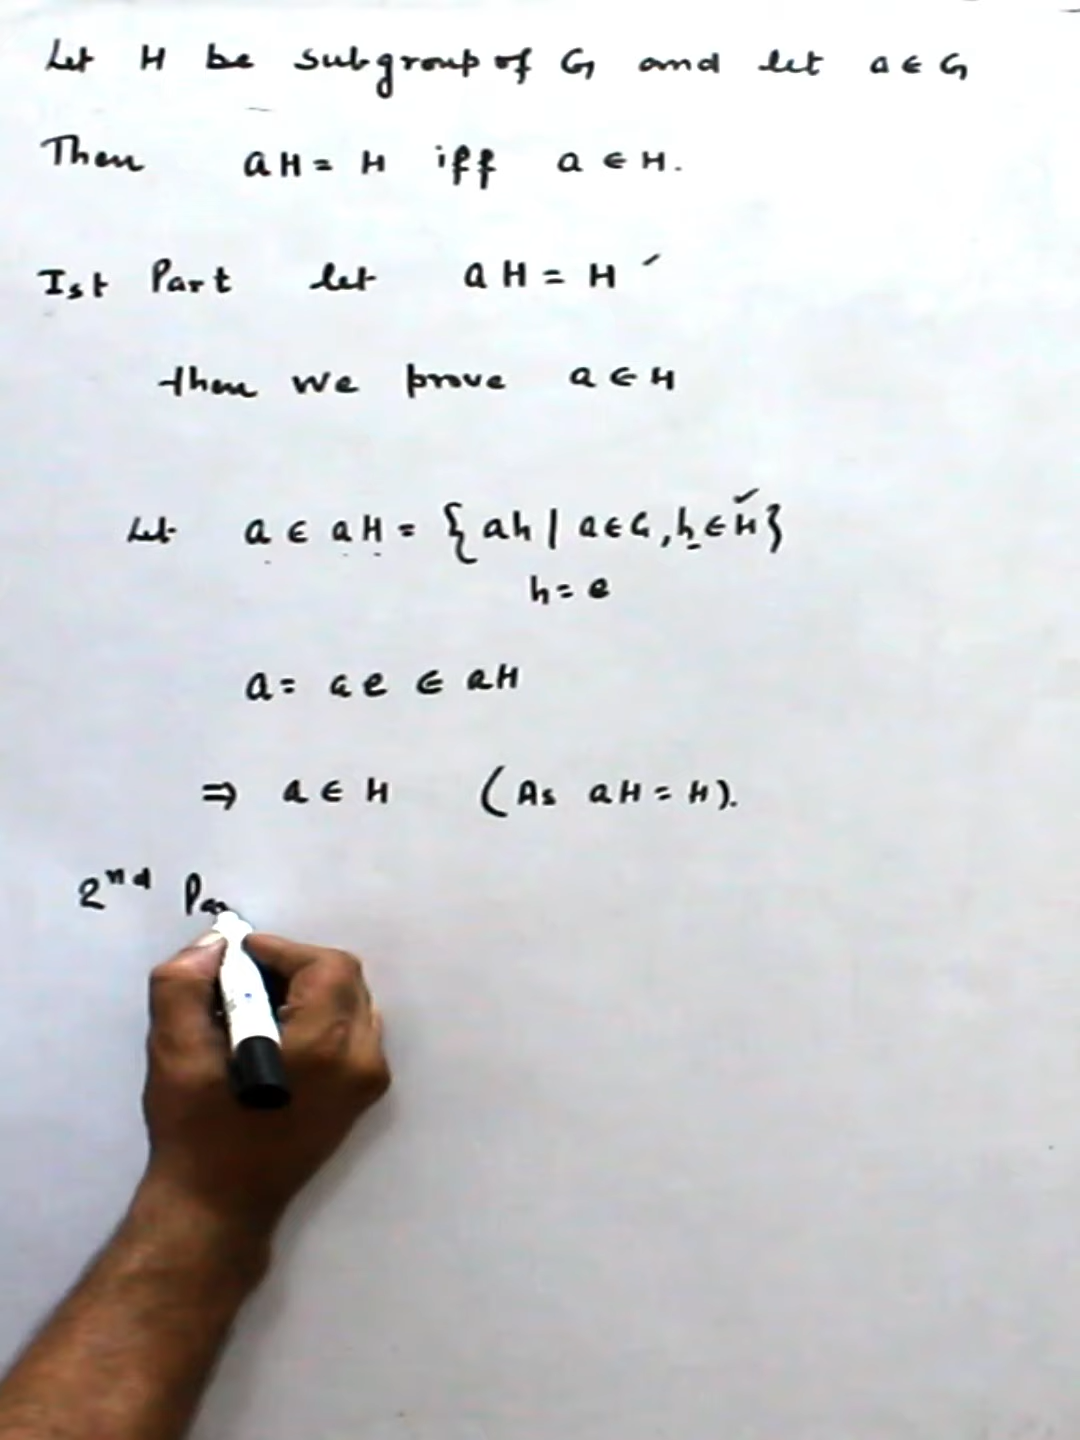 Let H be subgroup of G and let a ∈ G
Then aH = H iff a ∈ H.
Ist Part let aH = H ✓
then we prove a ∈ H
Let a ∈ aH = {ah | a∈G, h∈H}
h = e
a = ae ∈ aH
⇒ a ∈ H (As aH = H).
2nd Par